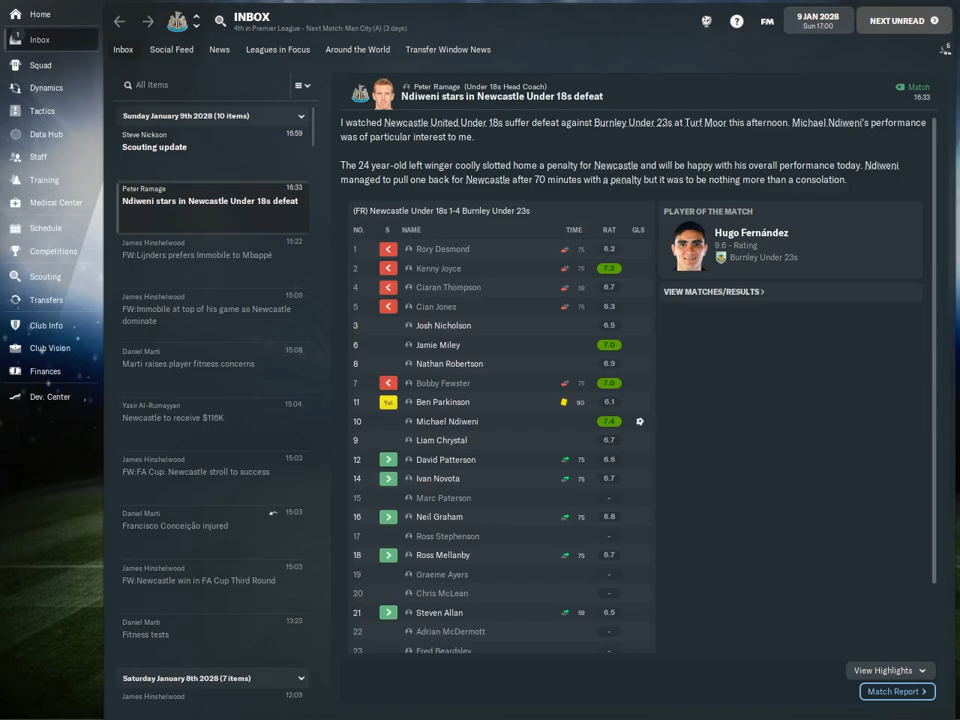 Home
1
Inbox
Squad
Dynamics
Tactics
Data Hub
Staff
Training
Medical Center
Schedule
Competitions
Scouting
Transfers
Club Info
Club Vision
Finances
Dev. Center
INBOX
4th in Premier League - Next Match: Man City (A) (3 days)
?
FM
9 JAN 2028
Sun 17:00
NEXT UNREAD
Inbox
Social Feed
News
Leagues in Focus
Around the World
Transfer Window News
5
All Items
Sunday January 9th 2028 (10 items)
Steve Nickson 16:59
Scouting update
Peter Ramage 16:33
Ndiweni stars in Newcastle Under 18s defeat
James Hinshelwood 15:22
FW:Lijnders prefers Immobile to Mbappé
James Hinshelwood 15:09
FW:Immobile at top of his game as Newcastle
dominate
Daniel Marti 15:08
Marti raises player fitness concerns
Yasir Al-Rumayyan 15:04
Newcastle to receive $116K
James Hinshelwood 15:03
FW:FA Cup: Newcastle stroll to success
Daniel Marti 15:03
Francisco Conceição injured
James Hinshelwood 15:03
FW:Newcastle win in FA Cup Third Round
Daniel Marti 13:23
Fitness tests
Saturday January 8th 2028 (7 items)
James Hinshelwood 12:09
Peter Ramage (Under 18s Head Coach)
Ndiweni stars in Newcastle Under 18s defeat
Match
16:33
I watched Newcastle United Under 18s suffer defeat against Burnley Under 23s at Turf Moor this afternoon. Michael Ndiweni's performance
was of particular interest to me.
The 24 year-old left winger coolly slotted home a penalty for Newcastle and will be happy with his overall performance today. Ndiweni
managed to pull one back for Newcastle after 70 minutes with a penalty but it was to be nothing more than a consolation.
(FR) Newcastle Under 18s 1-4 Burnley Under 23s
NO. S NAME TIME RAT GLS
1 Rory Desmond 75 6.2
2 Kenny Joyce 75 7.3
4 Ciaran Thompson 59 6.7
5 Cian Jones 75 6.3
3 Josh Nicholson 6.5
6 Jamie Miley 7.0
8 Nathan Robertson 6.9
7 Bobby Fewster 75 7.0
11 Yel Ben Parkinson 90 6.1
10 Michael Ndiweni 7.4
9 Liam Chrystal 6.7
12 David Patterson 75 6.6
14 Ivan Novota 75 6.7
15 Marc Paterson -
16 Neil Graham 75 6.8
17 Ross Stephenson -
18 Ross Mellanby 75 6.7
19 Graeme Ayers -
20 Chris McLean -
21 Steven Allan 59 6.5
22 Adrian McDermott -
23 Fred Beardsley -
PLAYER OF THE MATCH
Hugo Fernández
9.6 - Rating
Burnley Under 23s
VIEW MATCHES/RESULTS
View Highlights
Match Report